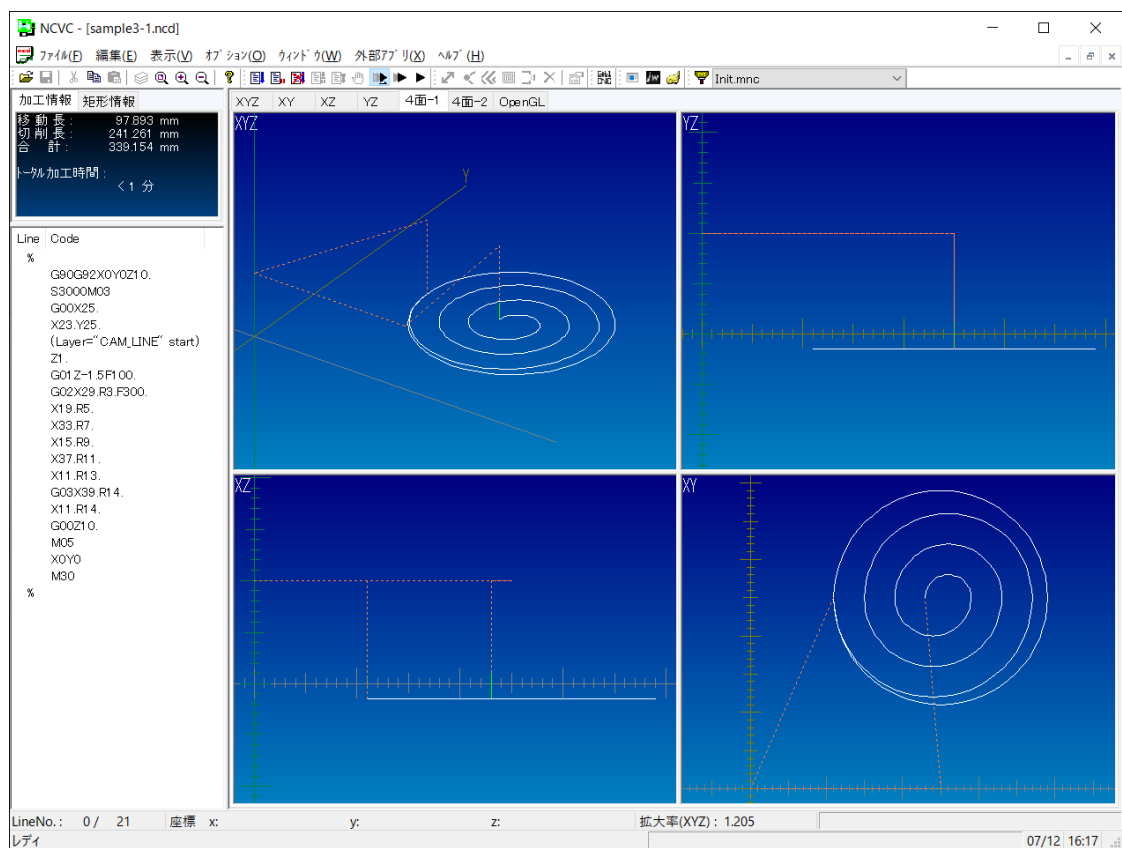 NCVC - [sample3-1.ncd]
ファイル(F) 編集(E) 表示(V) オプション(O) ウィンドウ(W) 外部アプリ(X) ヘルプ(H)
Init.mnc
加工情報 矩形情報
移動長: 97.893 mm
切削長: 241.261 mm
合計: 339.154 mm
トータル加工時間:
<1 分
XYZ XY XZ YZ 4面-1 4面-2 OpenGL
Line Code
%
G90G92X0Y0Z10.
S3000M03
G00X25.
X23.Y25.
(Layer="CAM_LINE" start)
Z1.
G01Z-1.5F100.
G02X29.R3.F300.
X19.R5.
X33.R7.
X15.R9.
X37.R11.
X11.R13.
G03X39.R14.
X11.R14.
G00Z10.
M05
X0Y0
M30
%
XYZ
Y
YZ
XZ
XY
LineNo.: 0 / 21 座標 x: y: z: 拡大率(XYZ) : 1.205
レディ 07/12 16:17